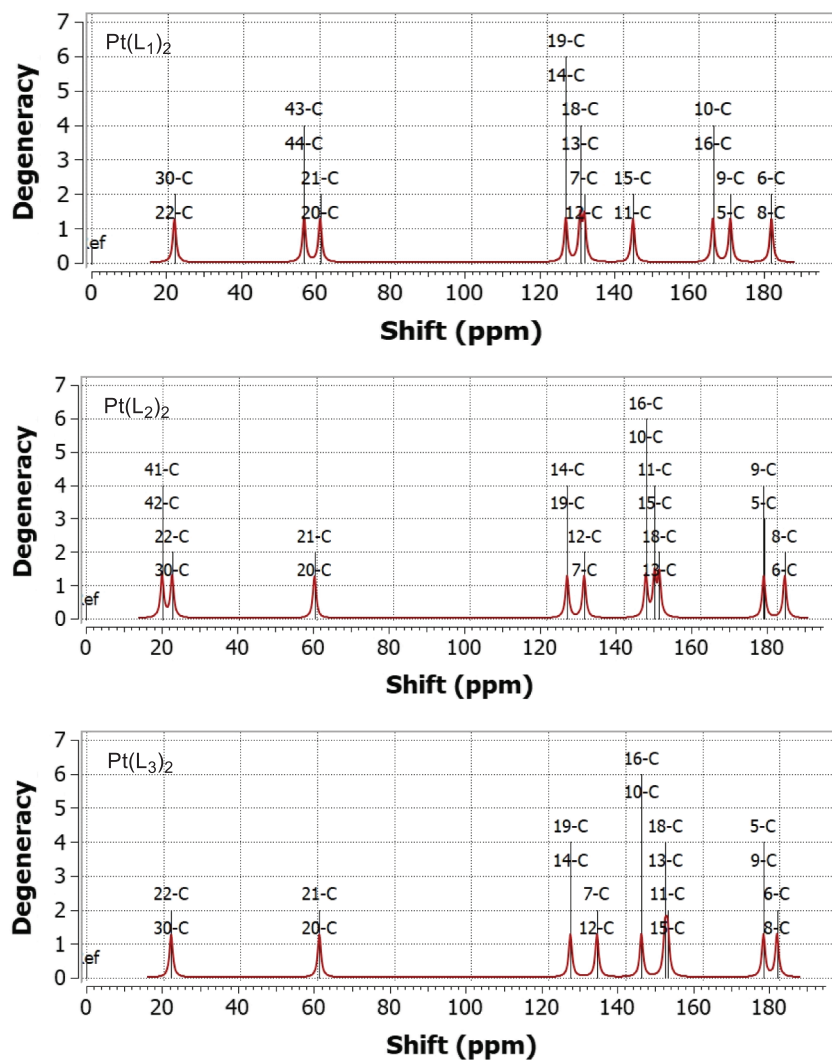 Pt(L1)2
Degeneracy
7
6
5
4
3
2
1
0
19-C
14-C
43-C
18-C
10-C
44-C
13-C
16-C
30-C
21-C
7-C
15-C
9-C
6-C
22-C
20-C
12-C
11-C
5-C
8-C
.ef
0 20 40 60 80 100 120 140 160 180
Shift (ppm)
Pt(L2)2
Degeneracy
7
6
5
4
3
2
1
0
16-C
10-C
41-C
14-C
11-C
9-C
42-C
19-C
15-C
5-C
22-C
21-C
12-C
18-C
8-C
30-C
20-C
7-C
13-C
6-C
ef
0 20 40 60 80 100 120 140 160 180
Shift (ppm)
Pt(L3)2
Degeneracy
7
6
5
4
3
2
1
0
16-C
10-C
19-C
18-C
5-C
14-C
13-C
9-C
22-C
21-C
7-C
11-C
6-C
30-C
20-C
12-C
15-C
8-C
.ef
0 20 40 60 80 100 120 140 160 180
Shift (ppm)